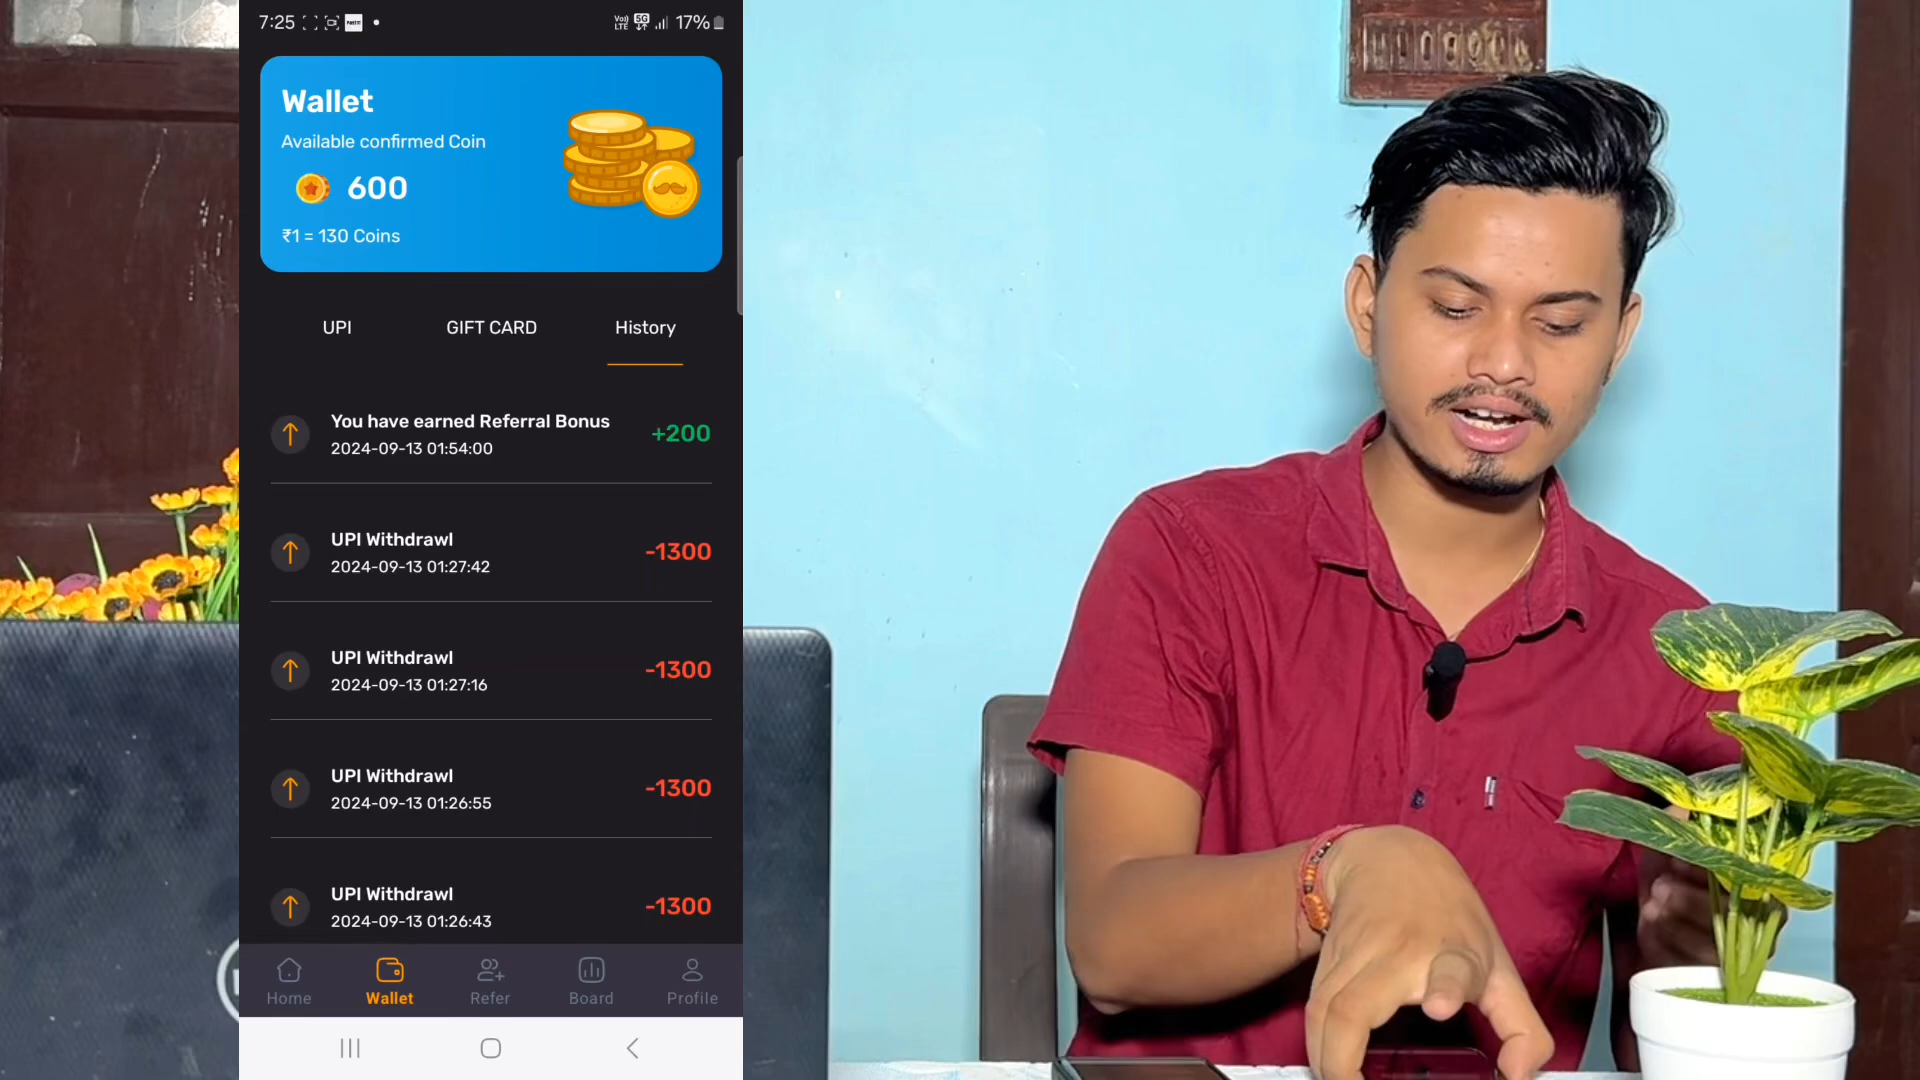 7:25
Vo))
LTE
5G
17%
Wallet
Available confirmed Coin
600
₹1 = 130 Coins
UPI
GIFT CARD
History
You have earned Referral Bonus
+200
2024-09-13 01:54:00
UPI Withdrawl
-1300
2024-09-13 01:27:42
UPI Withdrawl
-1300
2024-09-13 01:27:16
UPI Withdrawl
-1300
2024-09-13 01:26:55
UPI Withdrawl
-1300
2024-09-13 01:26:43
Home
Wallet
Refer
Board
Profile